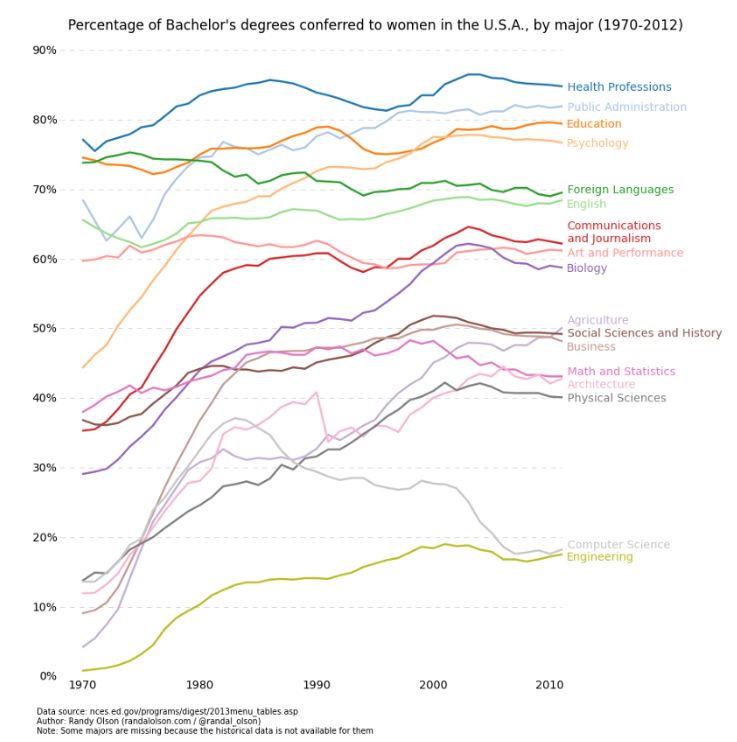 Percentage of Bachelor's degrees conferred to women in the U.S.A., by major (1970-2012)
90%
Health Professions
Public Administration
80%
Education
Psychology
70%
Foreign Languages
English
Communications
and Journalism
60%
Art and Performance
Biology
50%
Agriculture
Social Sciences and History
Business
Math and Statistics
Architecture
40%
Physical Sciences
30%
20%
Computer Science
Engineering
10%
0%
1970
1980
1990
2000
2010
Data source: nces.ed.gov/programs/digest/2013menu_tables.asp
Author: Randy Olson (randalolson.com / @randal_olson)
Note: Some majors are missing because the historical data is not available for them